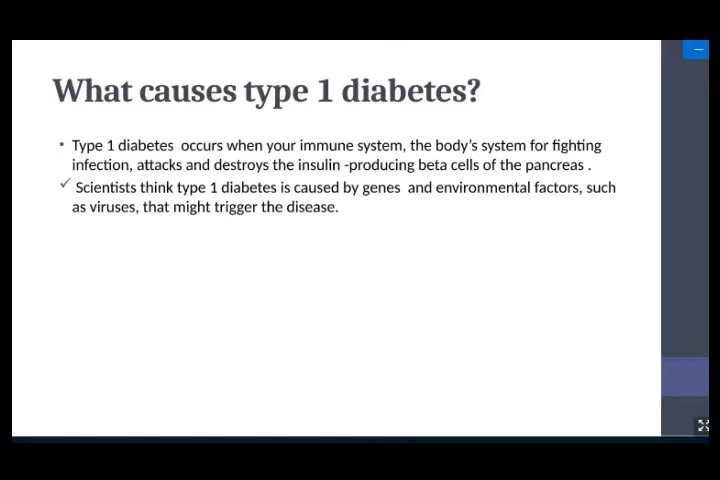 What causes type 1 diabetes?
• Type 1 diabetes  occurs when your immune system, the body's system for fighting
infection, attacks and destroys the insulin -producing beta cells of the pancreas .
✓ Scientists think type 1 diabetes is caused by genes  and environmental factors, such
as viruses, that might trigger the disease.